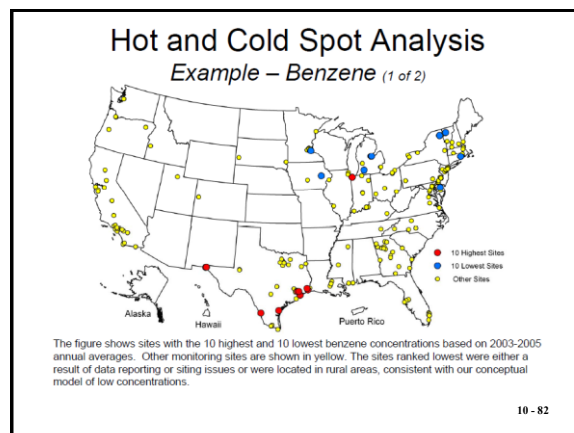 Hot and Cold Spot Analysis
Example – Benzene (1 of 2)
10 Highest Sites
10 Lowest Sites
Other Sites
Alaska
Hawaii
Puerto Rico
The figure shows sites with the 10 highest and 10 lowest benzene concentrations based on 2003-2005
annual averages. Other monitoring sites are shown in yellow. The sites ranked lowest were either a
result of data reporting or siting issues or were located in rural areas, consistent with our conceptual
model of low concentrations.
10 - 82